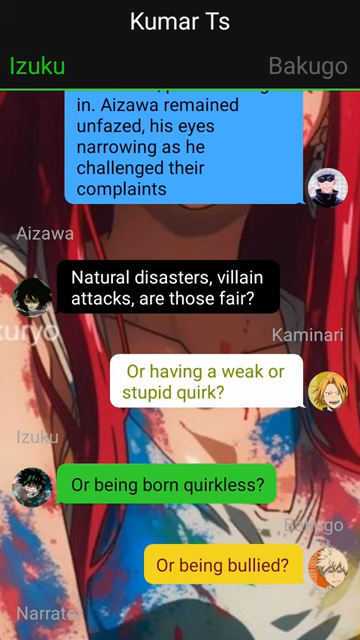 Kumar Ts
Izuku
Bakugo
in. Aizawa remained
unfazed, his eyes
narrowing as he
challenged their
complaints
Aizawa
Natural disasters, villain
attacks, are those fair?
kuryo
Kaminari
Or having a weak or
stupid quirk?
Izuku
Or being born quirkless?
Bakugo
Or being bullied?
Narrater